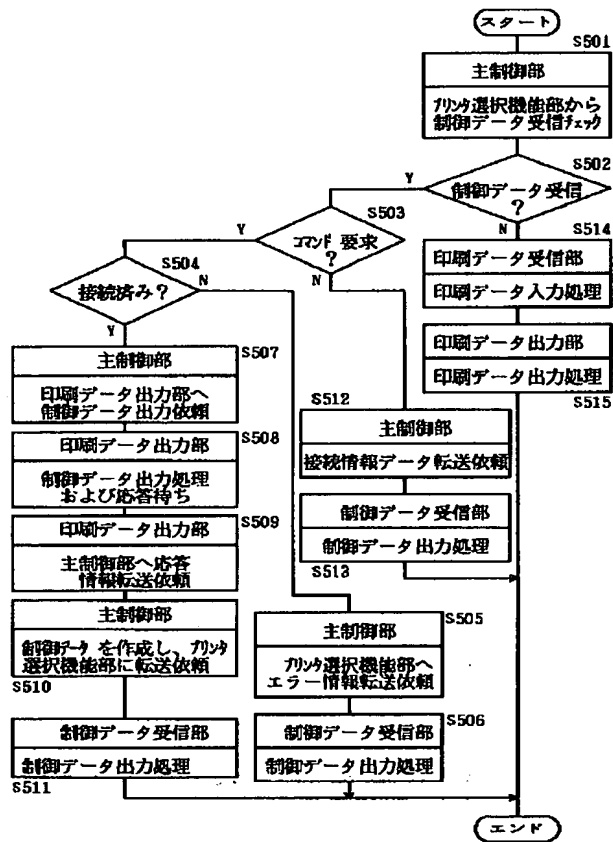 スタート
S501
主制御部
プリンタ選択機能部から
制御データ受信チェック
S502
制御データ受信
?
Y
N
S503
コマンド 要求
?
Y
N
S504
接続済み?
N
Y
S514
印刷データ受信部
印刷データ入力処理
印刷データ出力部
印刷データ出力処理
S515
S507
主制御部
印刷データ出力部へ
制御データ出力依頼
S508
印刷データ出力部
制御データ出力処理
および応答待ち
S509
印刷データ出力部
主制御部へ応答
情報転送依頼
主制御部
制御データ を作成し、プリンタ
選択機能部に転送依頼
S510
制御データ受信部
制御データ出力処理
S511
S512
主制御部
接続情報データ転送依頼
制御データ受信部
制御データ出力処理
S513
S505
主制御部
プリンタ選択機能部へ
エラー情報転送依頼
S506
制御データ受信部
制御データ出力処理
エンド